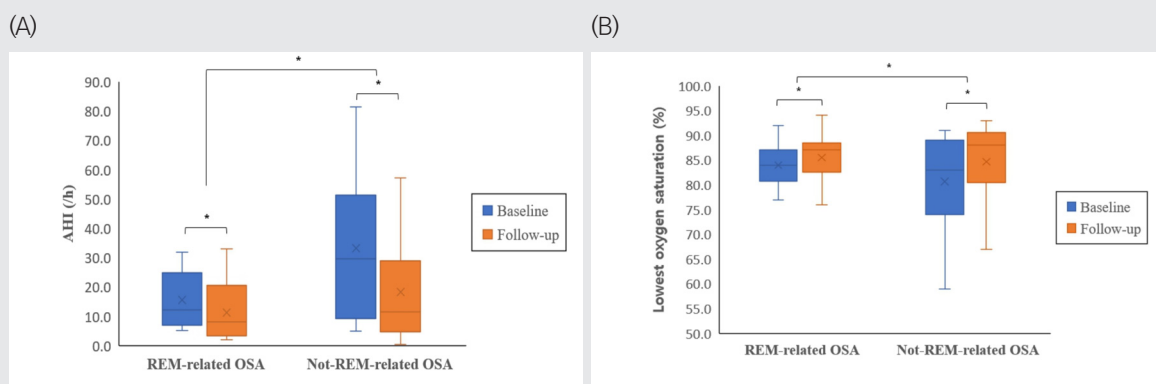 (A)
*
*
*
90.0
80.0
70.0
60.0
50.0
40.0
30.0
20.0
10.0
0.0
AHI (/h)
REM-related OSA
Not-REM-related OSA
Baseline
Follow-up
(B)
*
*
*
100.0
95.0
90.0
85.0
80.0
75.0
70.0
65.0
60.0
55.0
50.0
Lowest oxygen saturation (%)
REM-related OSA
Not-REM-related OSA
Baseline
Follow-up